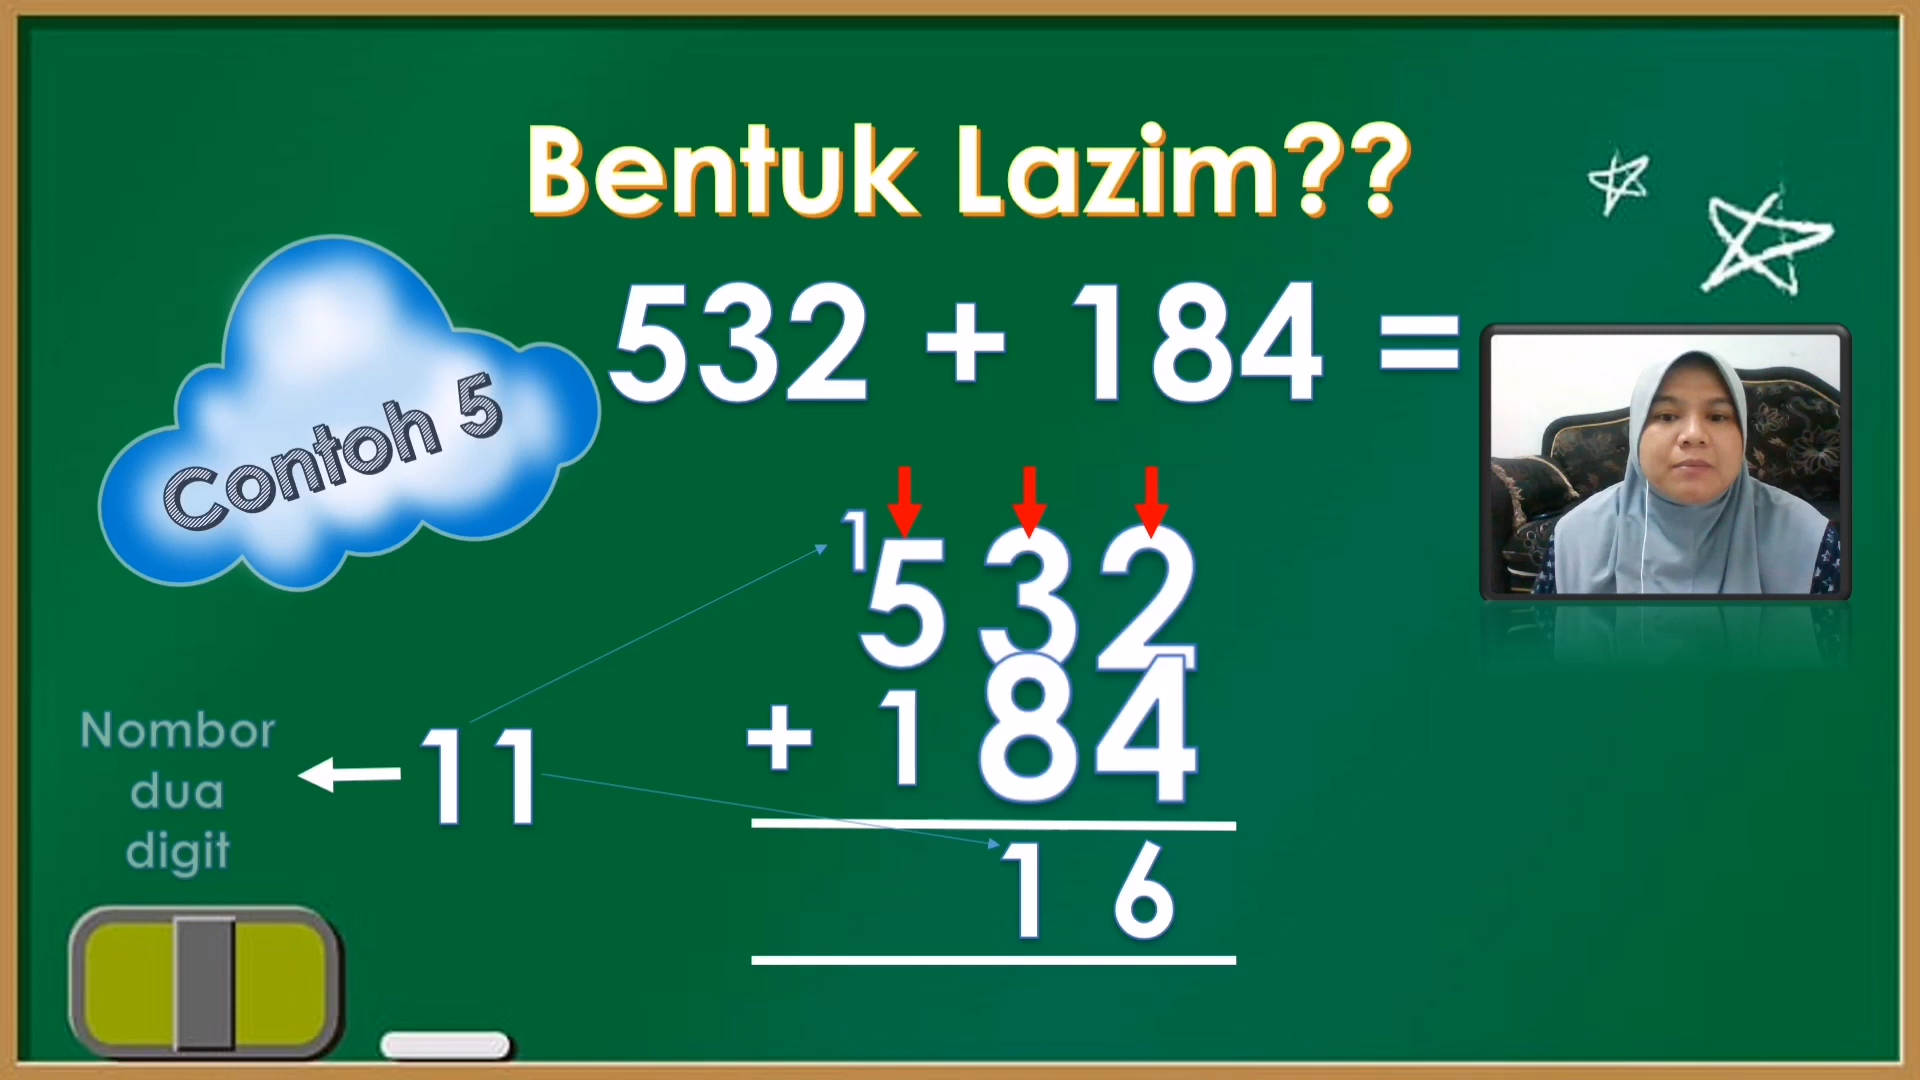 Bentuk Lazim??
532 + 184 =
Contoh 5
1
532
+ 184
16
11
Nombor
dua
digit